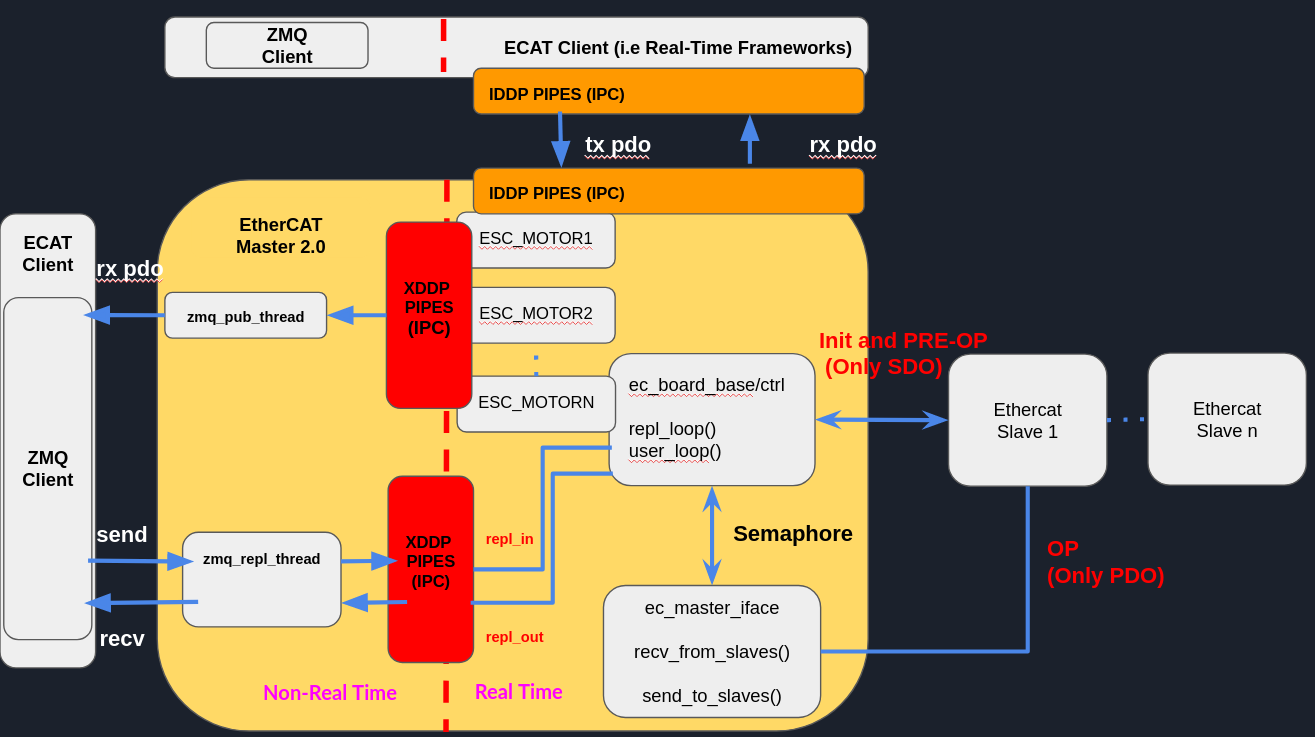 ZMQ
Client
ECAT Client (i.e Real-Time Frameworks)
IDDP PIPES (IPC)
tx pdo
rx pdo
IDDP PIPES (IPC)
EtherCAT
Master 2.0
ECAT
Client
rx pdo
ZMQ
Client
zmq_pub_thread
XDDP
PIPES
(IPC)
ESC_MOTOR1
ESC_MOTOR2
ESC_MOTORN
ec_board_base/ctrl
repl_loop()
user_loop()
Init and PRE-OP
(Only SDO)
Ethercat
Slave 1
Ethercat
Slave n
send
recv
zmq_repl_thread
XDDP
PIPES
(IPC)
repl_in
repl_out
Semaphore
OP
(Only PDO)
ec_master_iface
recv_from_slaves()
send_to_slaves()
Non-Real Time
Real Time